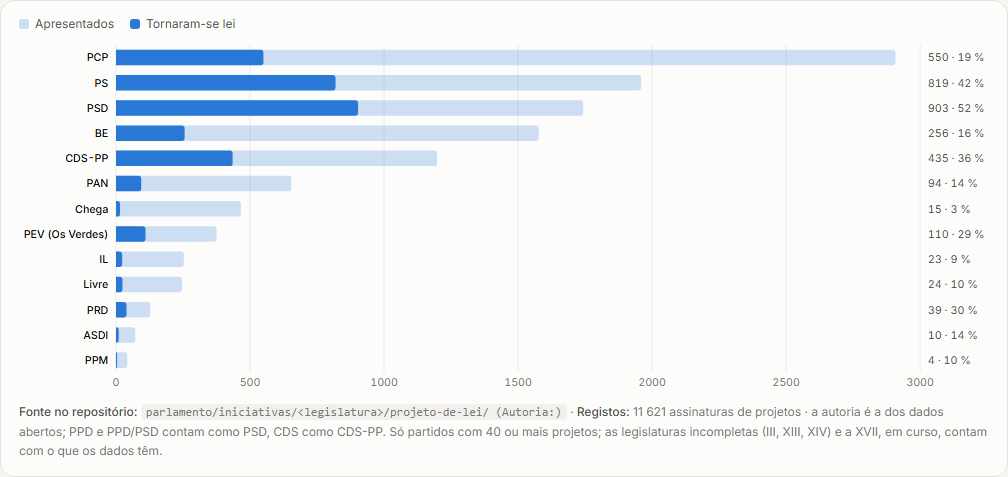 Apresentados Tornaram-se lei
PCP 550 · 19 %
PS 819 · 42 %
PSD 903 · 52 %
BE 256 · 16 %
CDS-PP 435 · 36 %
PAN 94 · 14 %
Chega 15 · 3 %
PEV (Os Verdes) 110 · 29 %
IL 23 · 9 %
Livre 24 · 10 %
PRD 39 · 30 %
ASDI 10 · 14 %
PPM 4 · 10 %
0 500 1000 1500 2000 2500 3000
Fonte no repositório: parlamento/iniciativas/<legislatura>/projeto-de-lei/ (Autoria:) · Registos: 11 621 assinaturas de projetos · a autoria é a dos dados
abertos; PPD e PPD/PSD contam como PSD, CDS como CDS-PP. Só partidos com 40 ou mais projetos; as legislaturas incompletas (III, XIII, XIV) e a XVII, em curso, contam
com o que os dados têm.